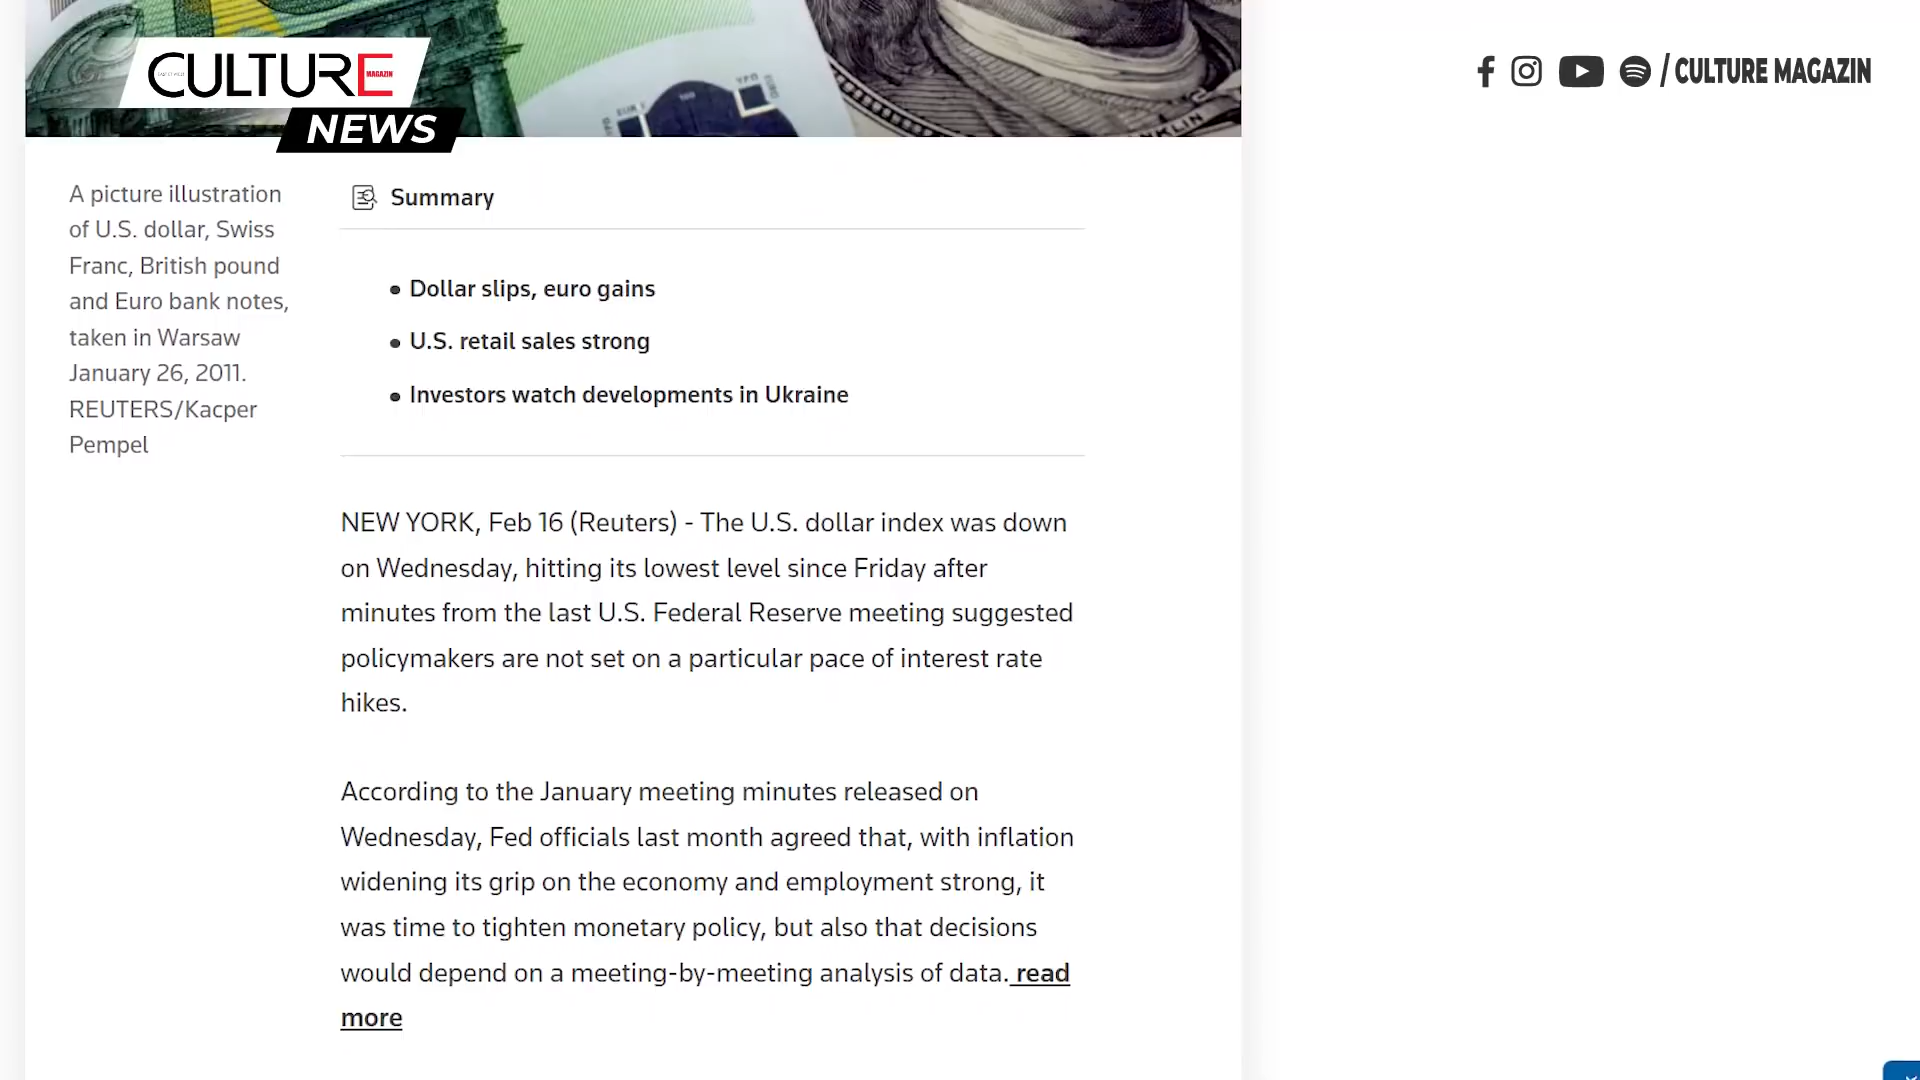 CULTURE
MAGAZIN
NEWS
/ CULTURE MAGAZIN
A picture illustration
of U.S. dollar, Swiss
Franc, British pound
and Euro bank notes,
taken in Warsaw
January 26, 2011.
REUTERS/Kacper
Pempel
Summary
• Dollar slips, euro gains
• U.S. retail sales strong
• Investors watch developments in Ukraine
NEW YORK, Feb 16 (Reuters) - The U.S. dollar index was down
on Wednesday, hitting its lowest level since Friday after
minutes from the last U.S. Federal Reserve meeting suggested
policymakers are not set on a particular pace of interest rate
hikes.
According to the January meeting minutes released on
Wednesday, Fed officials last month agreed that, with inflation
widening its grip on the economy and employment strong, it
was time to tighten monetary policy, but also that decisions
would depend on a meeting-by-meeting analysis of data. read
more